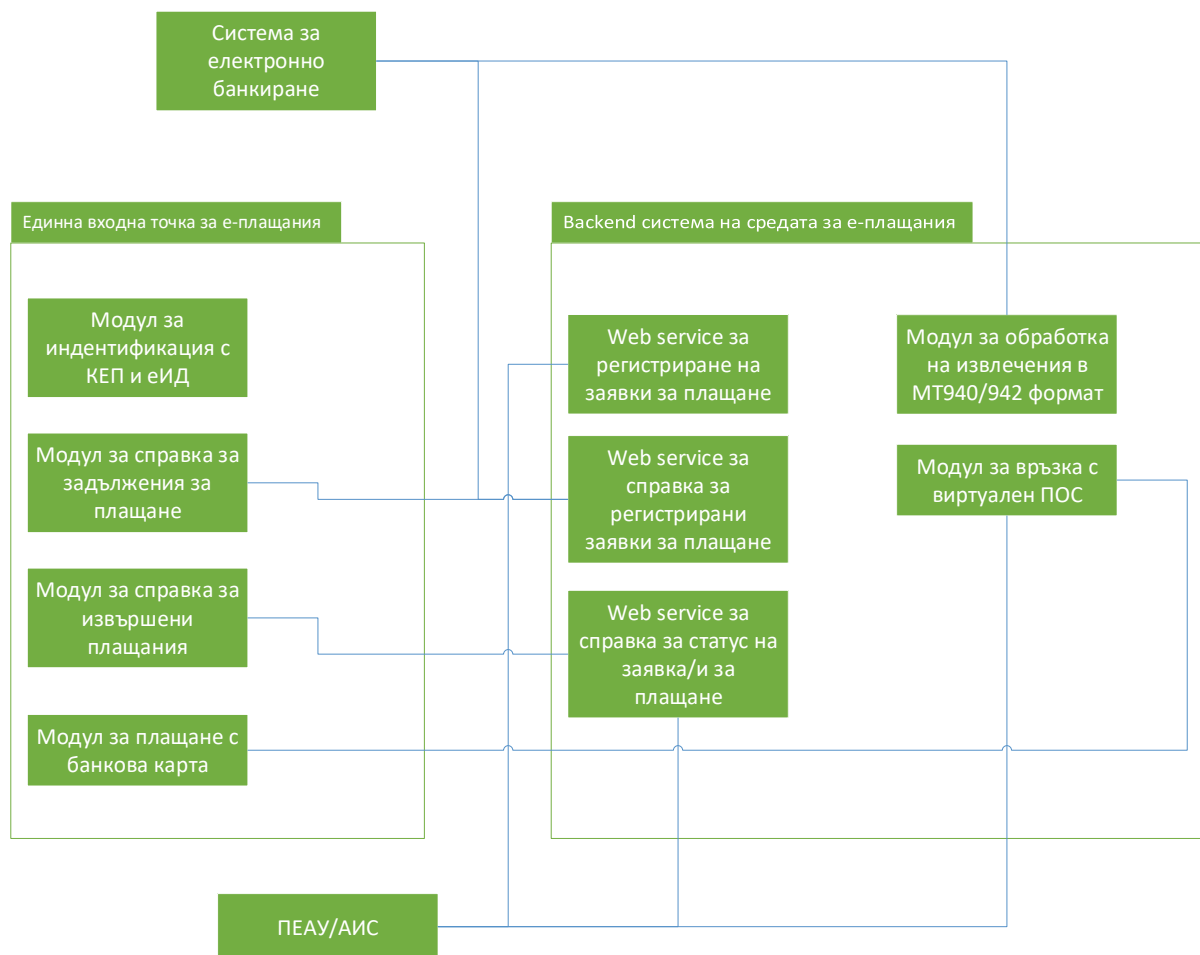 Система за
електронно
банкиране
Единна входна точка за е-плащания
Модул за
индентификация с
КЕП и еИД
Модул за справка за
задължения за
плащане
Модул за справка за
извършени
плащания
Модул за плащане с
банкова карта
Backend система на средата за е-плащания
Web service за
регистриране на
заявки за плащане
Web service за
справка за
регистрирани
заявки за плащане
Web service за
справка за статус на
заявка/и за
плащане
Модул за обработка
на извлечения в
MT940/942 формат
Модул за връзка с
виртуален ПОС
ПЕАУ/АИС